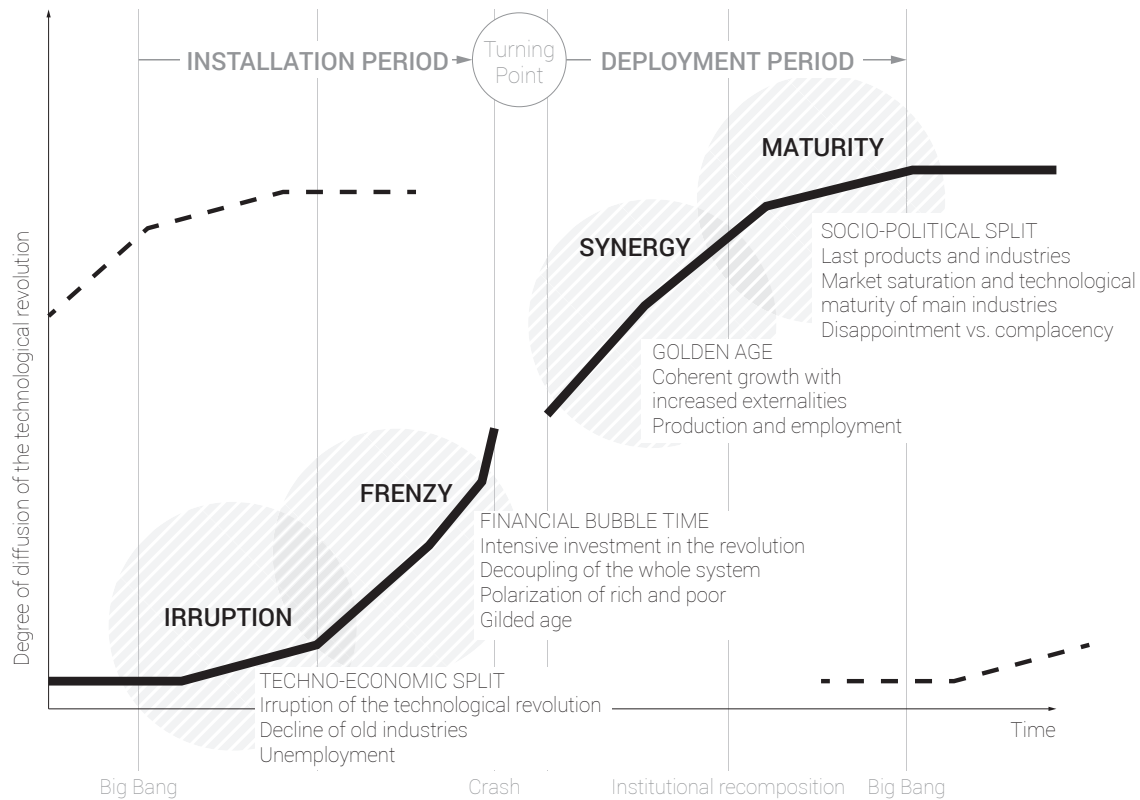 INSTALLATION PERIOD
Turning
Point
DEPLOYMENT PERIOD
MATURITY
SOCIO-POLITICAL SPLIT
Last products and industries
Market saturation and technological
maturity of main industries
Disappointment vs. complacency
SYNERGY
GOLDEN AGE
Coherent growth with
increased externalities
Production and employment
FRENZY
FINANCIAL BUBBLE TIME
Intensive investment in the revolution
Decoupling of the whole system
Polarization of rich and poor
Gilded age
IRRUPTION
TECHNO-ECONOMIC SPLIT
Irruption of the technological revolution
Decline of old industries
Unemployment
Degree of diffusion of the technological revolution
Time
Big Bang
Crash
Institutional recomposition
Big Bang